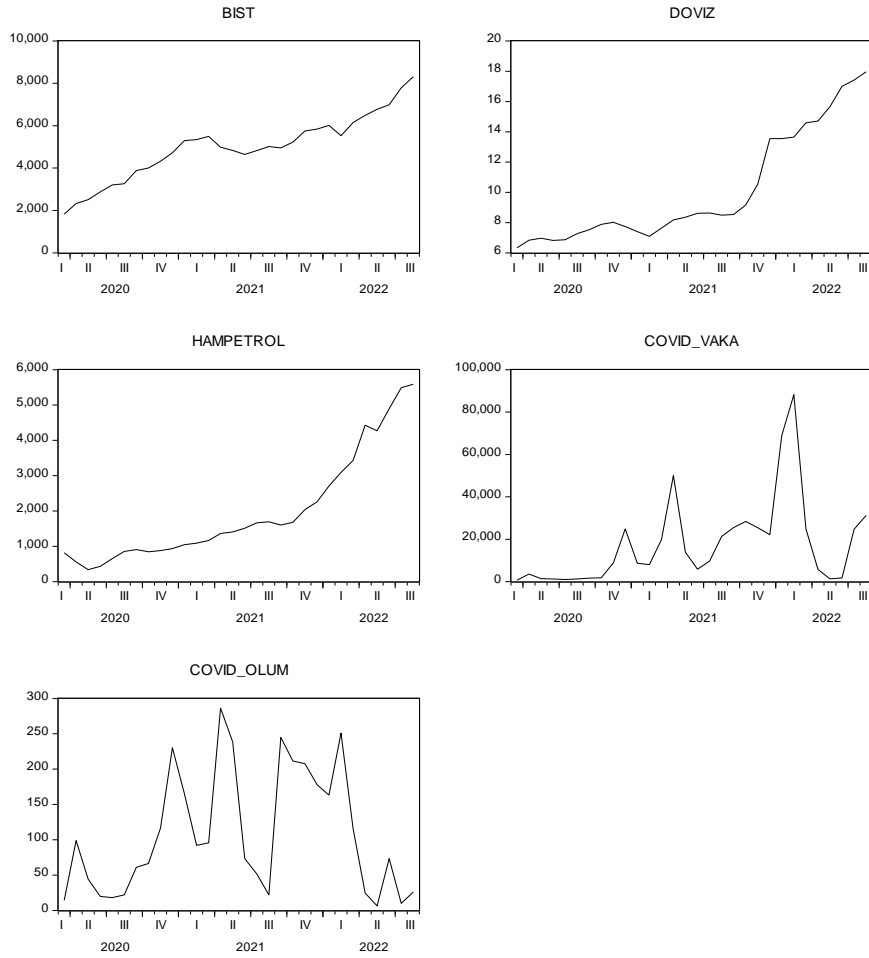 BIST
10,000
8,000
6,000
4,000
2,000
0
I II III IV I II III IV I II III
2020 2021 2022
DOVIZ
20
18
16
14
12
10
8
6
I II III IV I II III IV I II III
2020 2021 2022
HAMPETROL
6,000
5,000
4,000
3,000
2,000
1,000
0
I II III IV I II III IV I II III
2020 2021 2022
COVID_VAKA
100,000
80,000
60,000
40,000
20,000
0
I II III IV I II III IV I II III
2020 2021 2022
COVID_OLUM
300
250
200
150
100
50
0
I II III IV I II III IV I II III
2020 2021 2022